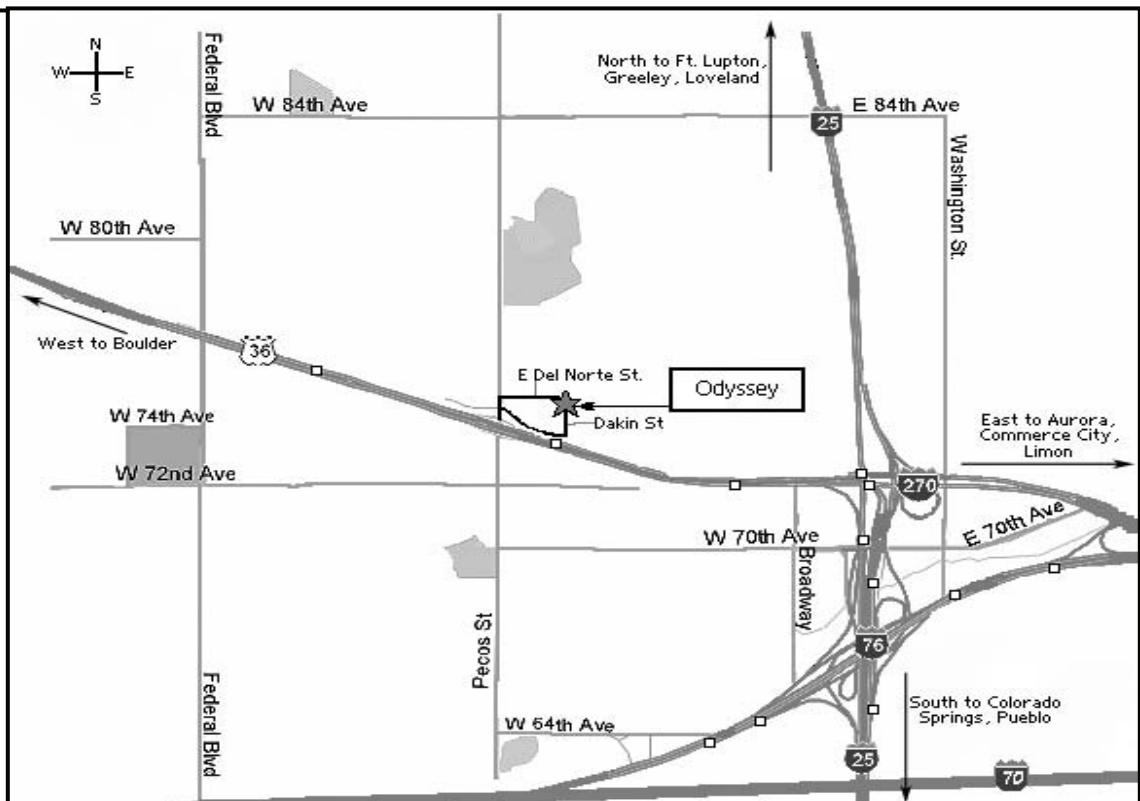 N
W E
S
Federal Blvd
North to Ft. Lupton,
Greeley, Loveland
W 84th Ave
E 84th Ave
25
Washington St.
W 80th Ave
West to Boulder
36
E Del Norte St.
Odyssey
Dakin St
W 74th Ave
East to Aurora,
Commerce City,
Limon
W 72nd Ave
270
W 70th Ave
E 70th Ave
Broadway
Pecos St
76
Federal Blvd
W 64th Ave
South to Colorado
Springs, Pueblo
25
70